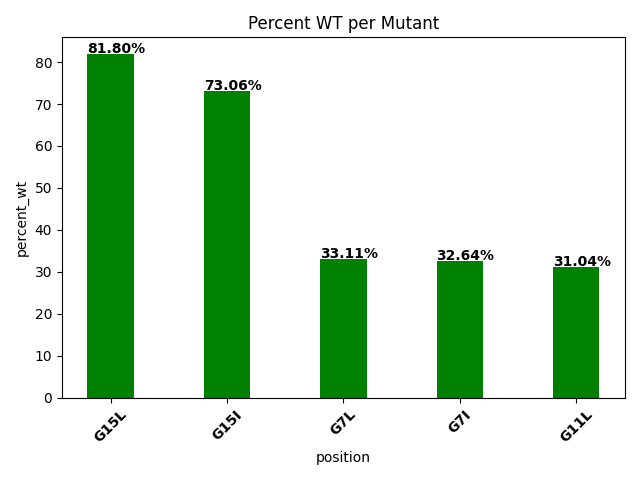 Percent WT per Mutant
81.80%
73.06%
33.11%
32.64%
31.04%
80
70
60
50
40
30
20
10
0
percent_wt
G15L
G15I
G7L
G7I
G11L
position